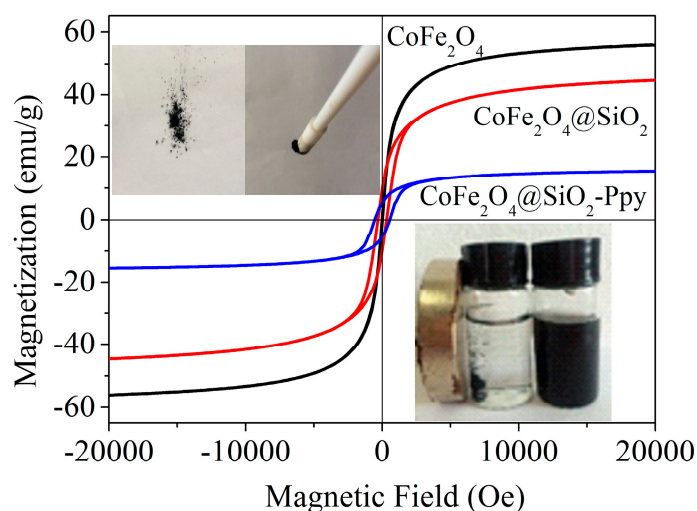 CoFe₂O₄
CoFe₂O₄@SiO₂
CoFe₂O₄@SiO₂-Ppy
Magnetization (emu/g)
60
40
20
0
-20
-40
-60
-20000
-10000
0
10000
20000
Magnetic Field (Oe)